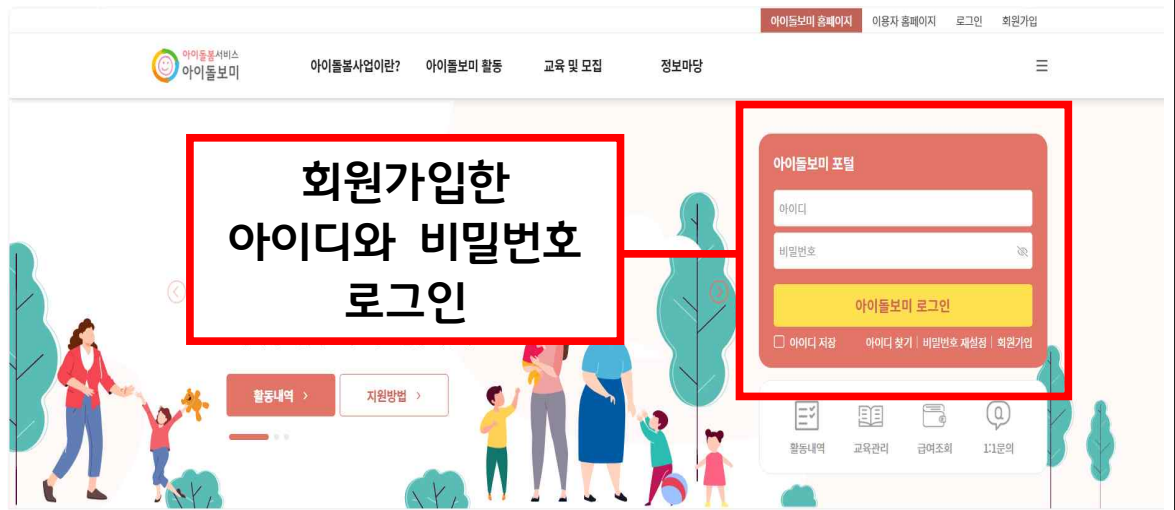 아이돌보미 홈페이지 이용자 홈페이지 로그인 회원가입
아이돌봄서비스
아이돌보미
아이돌봄사업이란? 아이돌보미 활동 교육 및 모집 정보마당
회원가입한
아이디와 비밀번호
로그인
아이돌보미 포털
아이디
비밀번호
아이돌보미 로그인
아이디 저장 아이디 찾기 | 비밀번호 재설정 | 회원가입
활동내역 > 지원방법 >
활동내역 교육관리 급여조회 1:1문의